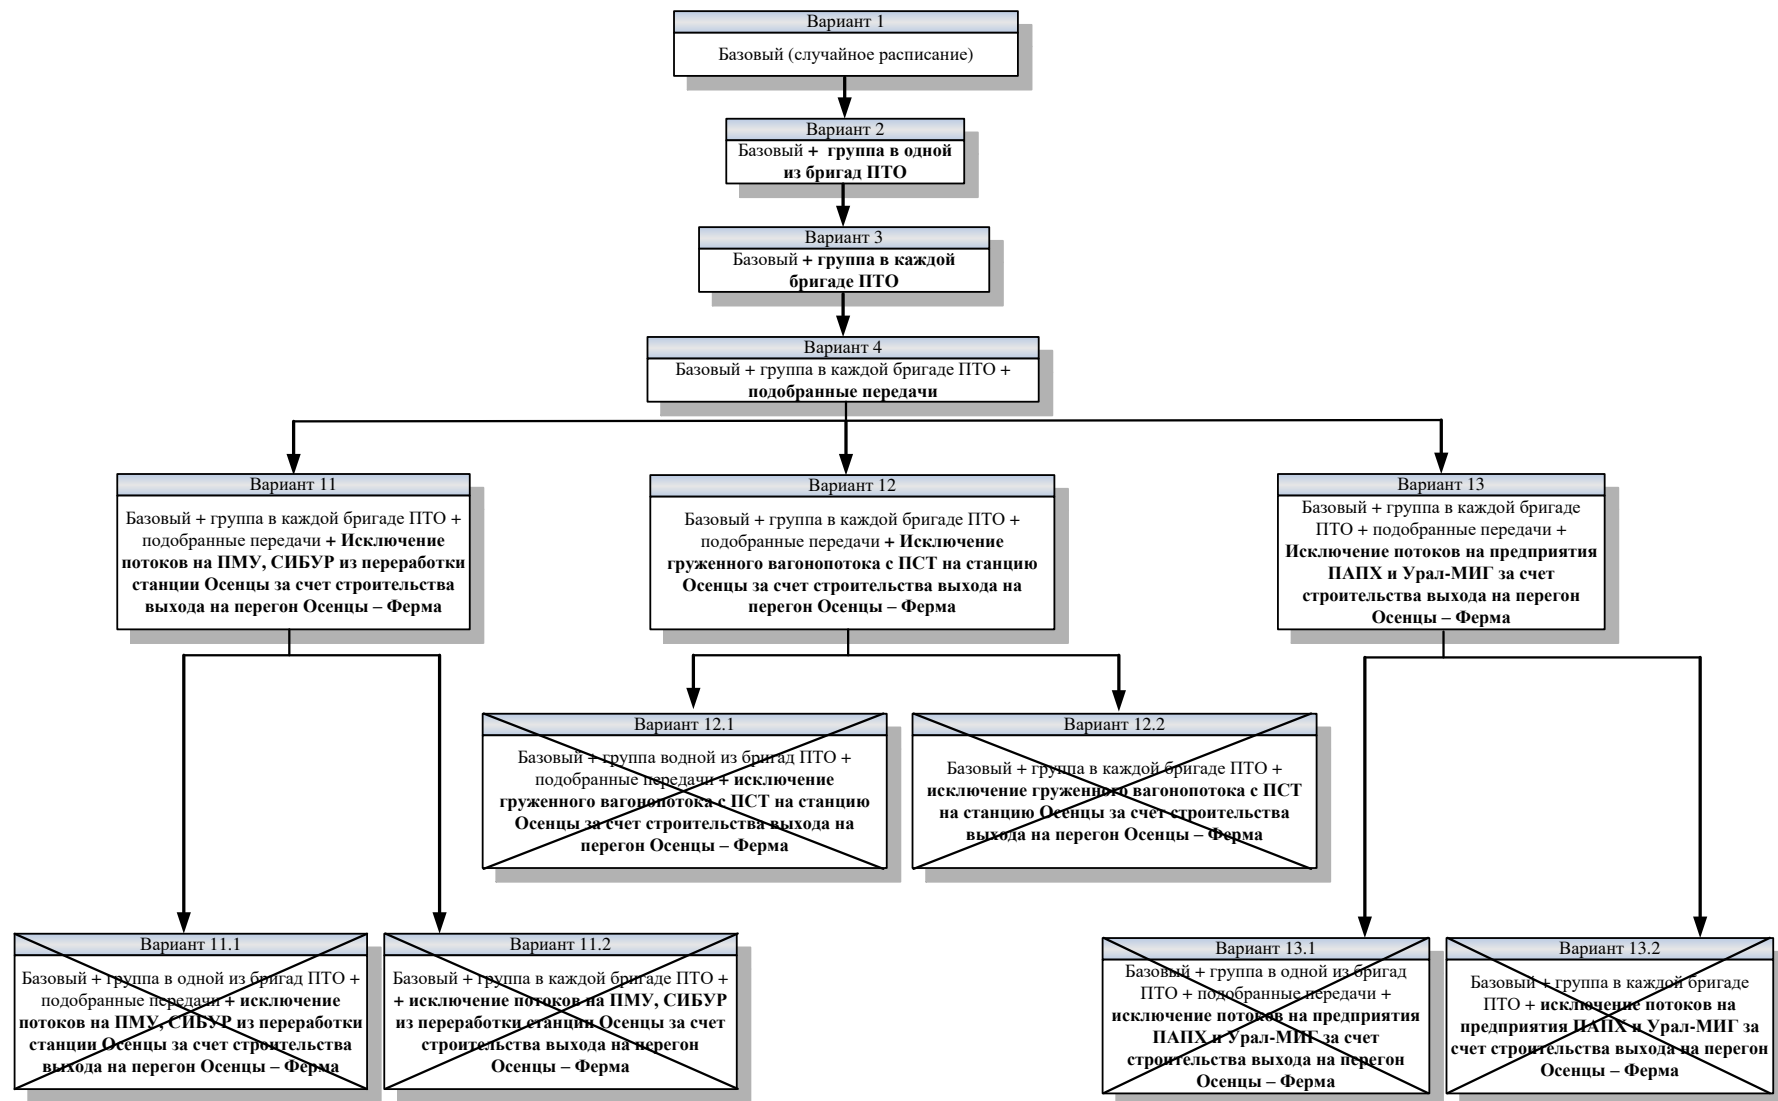 Вариант 1
Базовый (случайное расписание)
Вариант 2
Базовый + группа в одной
из бригад ПТО
Вариант 3
Базовый + группа в каждой
бригаде ПТО
Вариант 4
Базовый + группа в каждой бригаде ПТО +
подобранные передачи
Вариант 11
Базовый + группа в каждой бригаде ПТО +
подобранные передачи + Исключение
потоков на ПМУ, СИБУР из переработки
станции Осенцы за счет строительства
выхода на перегон Осенцы – Ферма
Вариант 12
Базовый + группа в каждой бригаде ПТО +
подобранные передачи + Исключение
груженного вагонопотока с ПСТ на станцию
Осенцы за счет строительства выхода на
перегон Осенцы – Ферма
Вариант 13
Базовый + группа в каждой бригаде
ПТО + подобранные передачи +
Исключение потоков на предприятия
ПАПХ и Урал-МИГ за счет
строительства выхода на перегон
Осенцы – Ферма
Вариант 12.1
Базовый + группа водной из бригад ПТО +
подобранные передачи + исключение
груженного вагонопотока с ПСТ на станцию
Осенцы за счет строительства выхода на
перегон Осенцы – Ферма
Вариант 12.2
Базовый + группа в каждой бригаде ПТО +
исключение груженного вагонопотока с ПСТ
на станцию Осенцы за счет строительства
выхода на перегон Осенцы – Ферма
Вариант 11.1
Базовый + группа в одной из бригад ПТО +
подобранные передачи + исключение
потоков на ПМУ, СИБУР из переработки
станции Осенцы за счет строительства
выхода на перегон Осенцы – Ферма
Вариант 11.2
Базовый + группа в каждой бригаде ПТО +
+ исключение потоков на ПМУ, СИБУР
из переработки станции Осенцы за счет
строительства выхода на перегон
Осенцы – Ферма
Вариант 13.1
Базовый + группа в одной из бригад
ПТО + подобранные передачи +
исключение потоков на предприятия
ПАПХ и Урал-МИГ за счет
строительства выхода на перегон
Осенцы – Ферма
Вариант 13.2
Базовый + группа в каждой бригаде
ПТО + исключение потоков на
предприятия ПАПХ и Урал-МИГ за
счет строительства выхода на перегон
Осенцы – Ферма